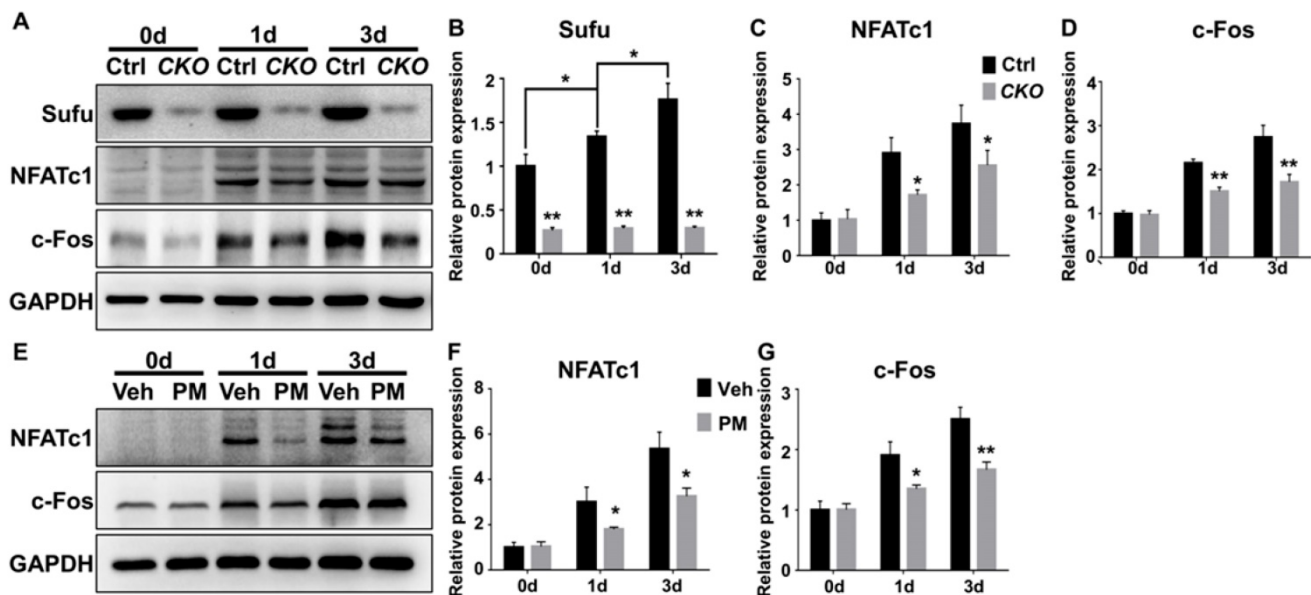 A
0d 1d 3d
Ctrl CKO Ctrl CKO Ctrl CKO
Sufu
NFATc1
c-Fos
GAPDH
B
Sufu
Relative protein expression
2
1.5
1
0.5
0
* *
** ** **
0d 1d 3d
C
NFATc1
Ctrl
CKO
Relative protein expression
5
4
3
2
1
0
* *
0d 1d 3d
D
c-Fos
Relative protein expression
4
3
2
1
0
** **
0d 1d 3d
E
0d 1d 3d
Veh PM Veh PM Veh PM
NFATc1
c-Fos
GAPDH
F
NFATc1
Veh
PM
Relative protein expression
8
6
4
2
0
* *
0d 1d 3d
G
c-Fos
Relative protein expression
3
2
1
0
* **
0d 1d 3d